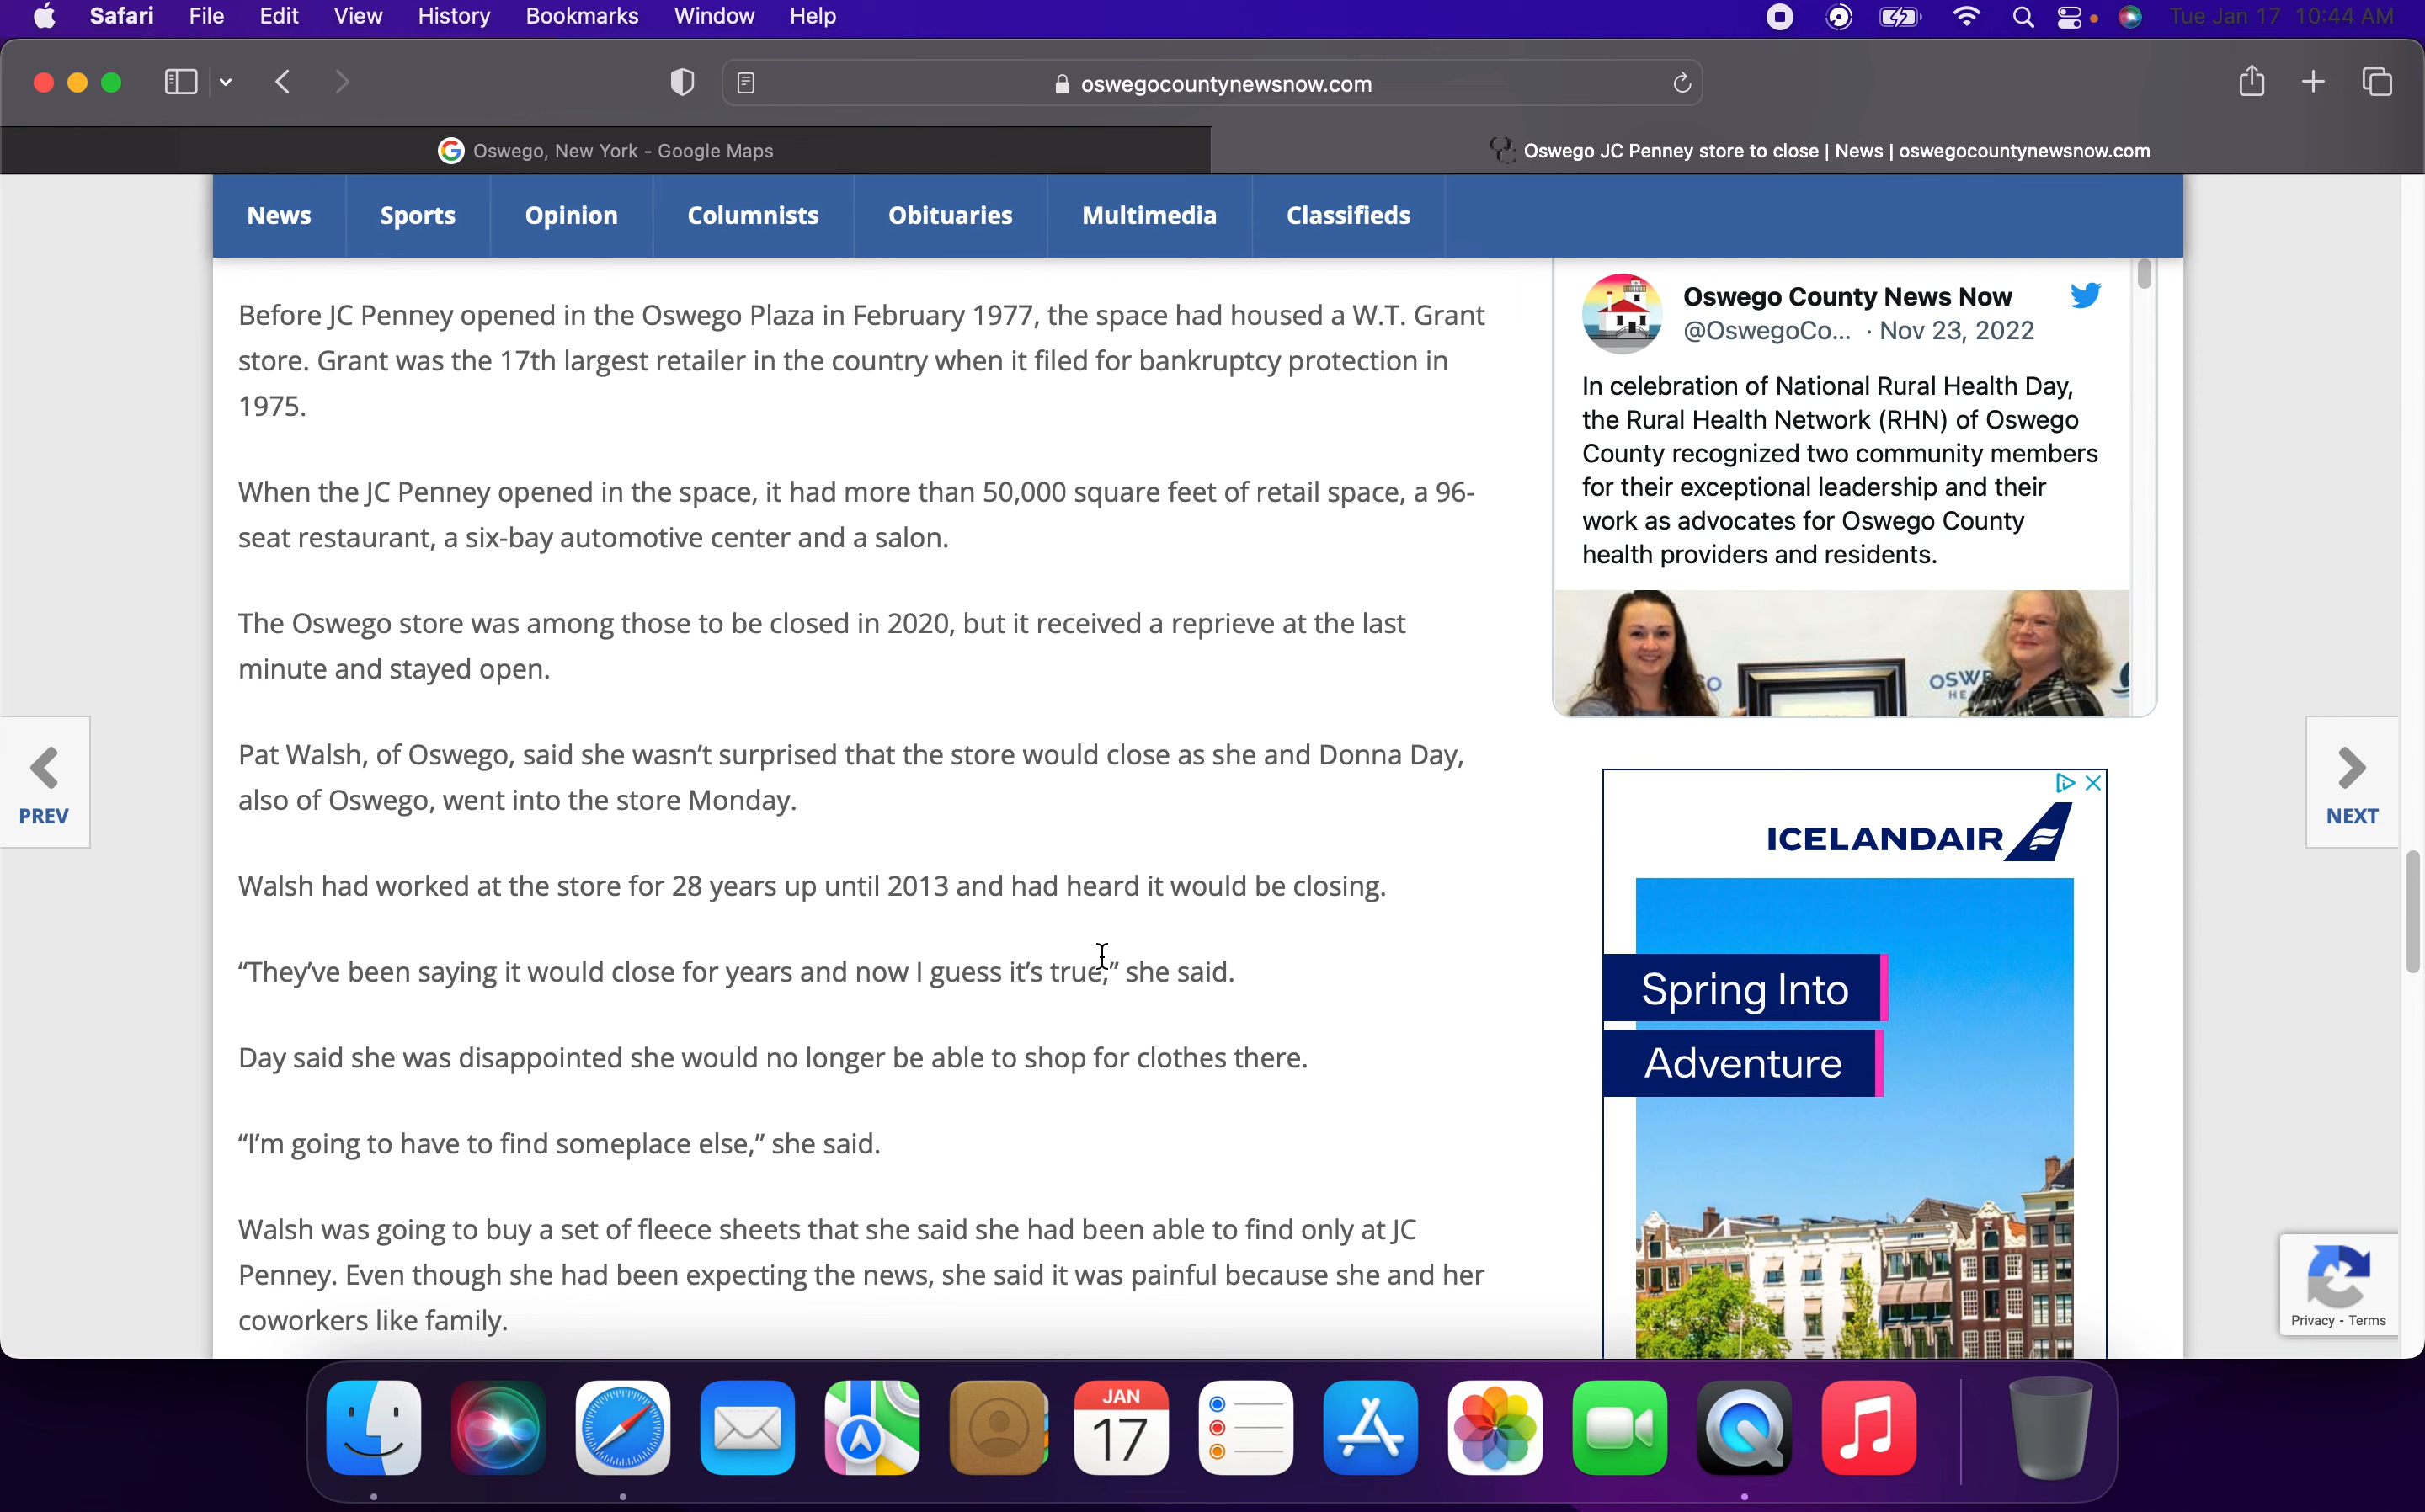 Safari File Edit View History Bookmarks Window Help
Tue Jan 17 10:44 AM
oswegocountynewsnow.com
Oswego, New York - Google Maps
Oswego JC Penney store to close | News | oswegocountynewsnow.com
News Sports Opinion Columnists Obituaries Multimedia Classifieds
Before JC Penney opened in the Oswego Plaza in February 1977, the space had housed a W.T. Grant
store. Grant was the 17th largest retailer in the country when it filed for bankruptcy protection in
1975.
When the JC Penney opened in the space, it had more than 50,000 square feet of retail space, a 96-
seat restaurant, a six-bay automotive center and a salon.
The Oswego store was among those to be closed in 2020, but it received a reprieve at the last
minute and stayed open.
Pat Walsh, of Oswego, said she wasn’t surprised that the store would close as she and Donna Day,
also of Oswego, went into the store Monday.
Walsh had worked at the store for 28 years up until 2013 and had heard it would be closing.
“They’ve been saying it would close for years and now I guess it’s true,” she said.
Day said she was disappointed she would no longer be able to shop for clothes there.
“I’m going to have to find someplace else,” she said.
Walsh was going to buy a set of fleece sheets that she said she had been able to find only at JC
Penney. Even though she had been expecting the news, she said it was painful because she and her
coworkers like family.
PREV
NEXT
Oswego County News Now
@OswegoCo... · Nov 23, 2022
In celebration of National Rural Health Day,
the Rural Health Network (RHN) of Oswego
County recognized two community members
for their exceptional leadership and their
work as advocates for Oswego County
health providers and residents.
ICELANDAIR
Spring Into
Adventure
Privacy - Terms
JAN
17